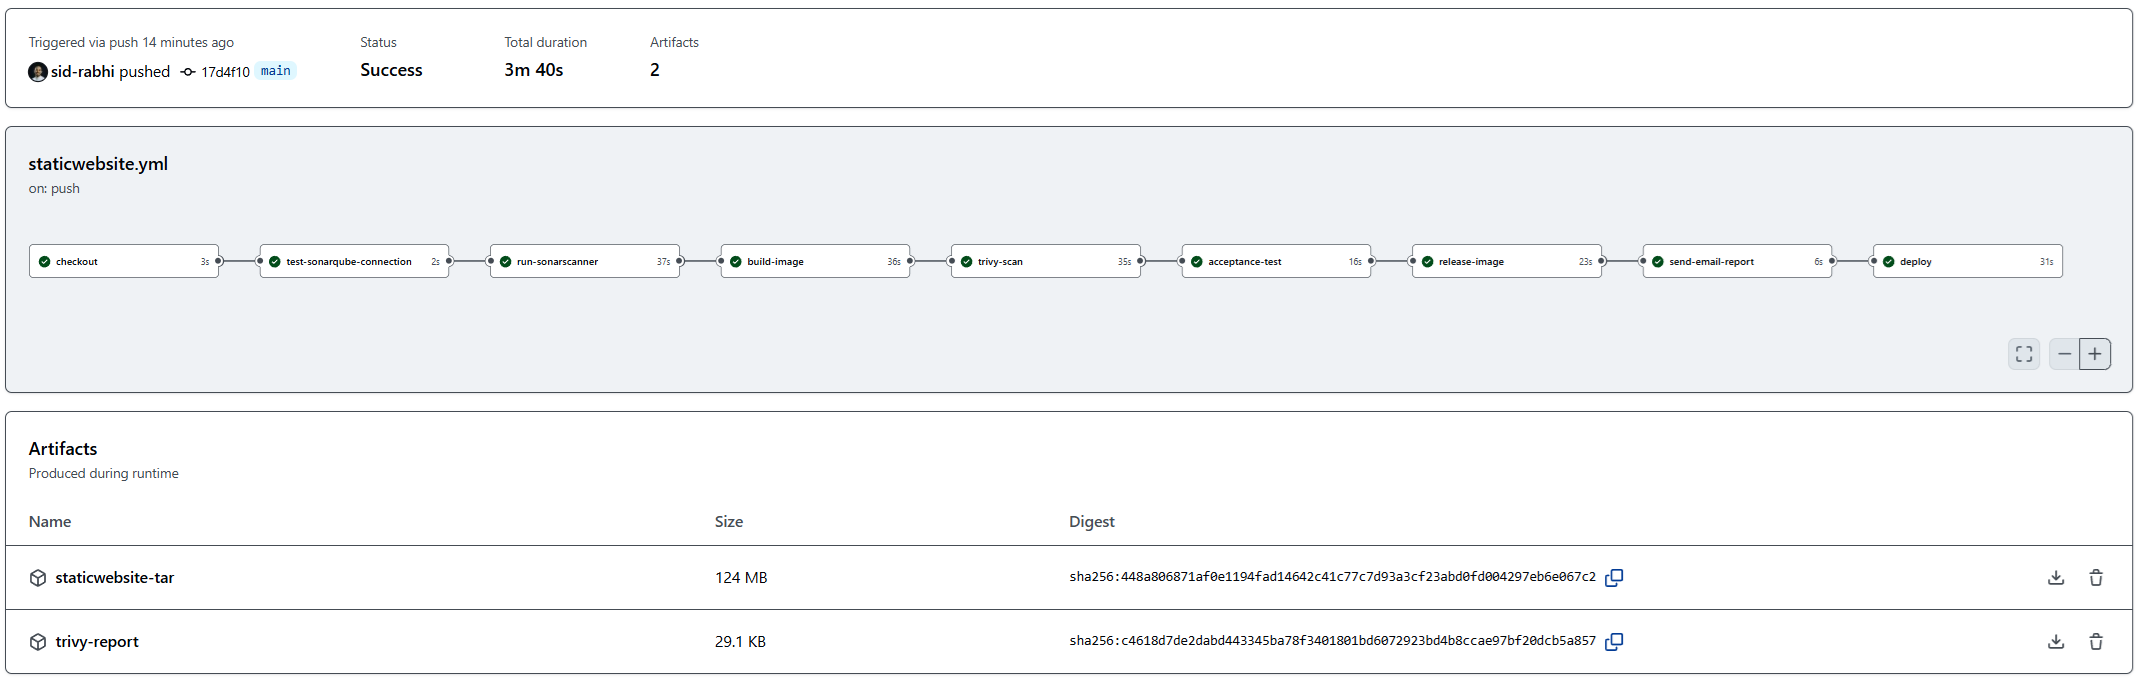 Triggered via push 14 minutes ago
sid-rabhi pushed 17d4f10 main
Status
Success
Total duration
3m 40s
Artifacts
2
staticwebsite.yml
on: push
checkout 3s
test-sonarqube-connection 2s
run-sonarscanner 37s
build-image 36s
trivy-scan 35s
acceptance-test 16s
release-image 23s
send-email-report 6s
deploy 31s
Artifacts
Produced during runtime
Name Size Digest
staticwebsite-tar 124 MB sha256:448a806871af0e1194fad14642c41c77c7d93a3cf23abd0fd004297eb6e067c2
trivy-report 29.1 KB sha256:c4618d7de2dabd443345ba78f3401801bd6072923bd4b8ccae97bf20dcb5a857